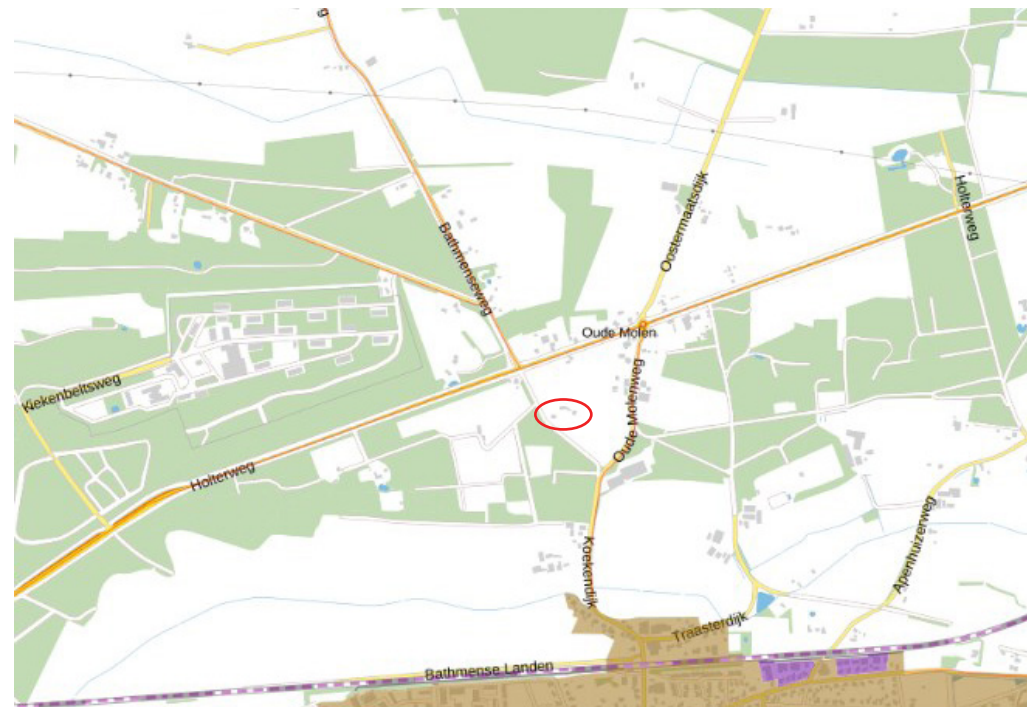 g
Bathmenseweg
Oostermaatsdijk
Holterweg
Oude Molen
Kiekenbeltsweg
Oude Molenweg
Holterweg
Koekendijk
Apenhuizerweg
Traasterdijk
Bathmense Landen